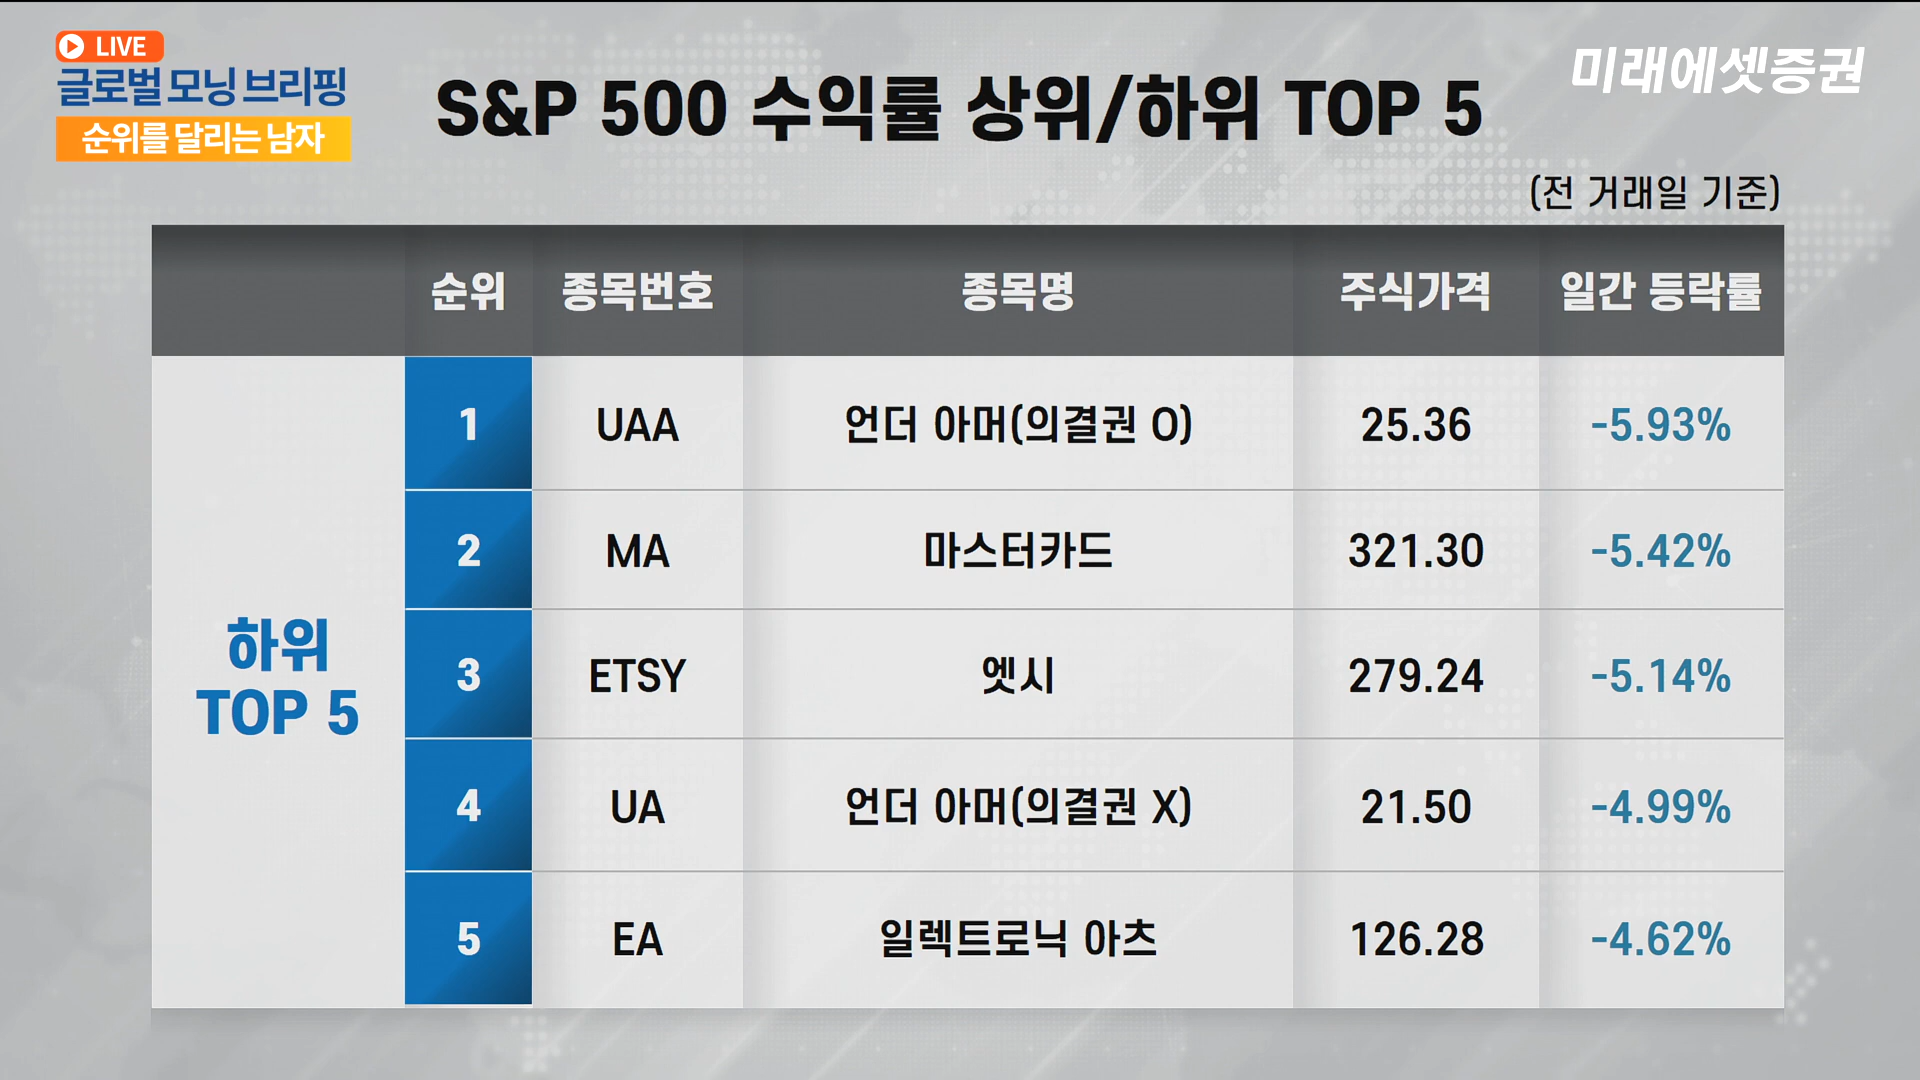 LIVE
글로벌 모닝 브리핑
순위를 달리는 남자
S&P 500 수익률 상위/하위 TOP 5
미래에셋증권
(전 거래일 기준)
순위 종목번호 종목명 주식가격 일간 등락률
하위
TOP 5
1 UAA 언더 아머(의결권 O) 25.36 -5.93%
2 MA 마스터카드 321.30 -5.42%
3 ETSY 엣시 279.24 -5.14%
4 UA 언더 아머(의결권 X) 21.50 -4.99%
5 EA 일렉트로닉 아츠 126.28 -4.62%